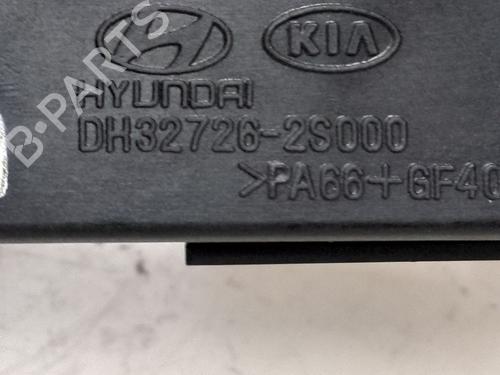 KIA
HYUNDAI
DH32726-2S000
>PA66+GF40
B-PARTS